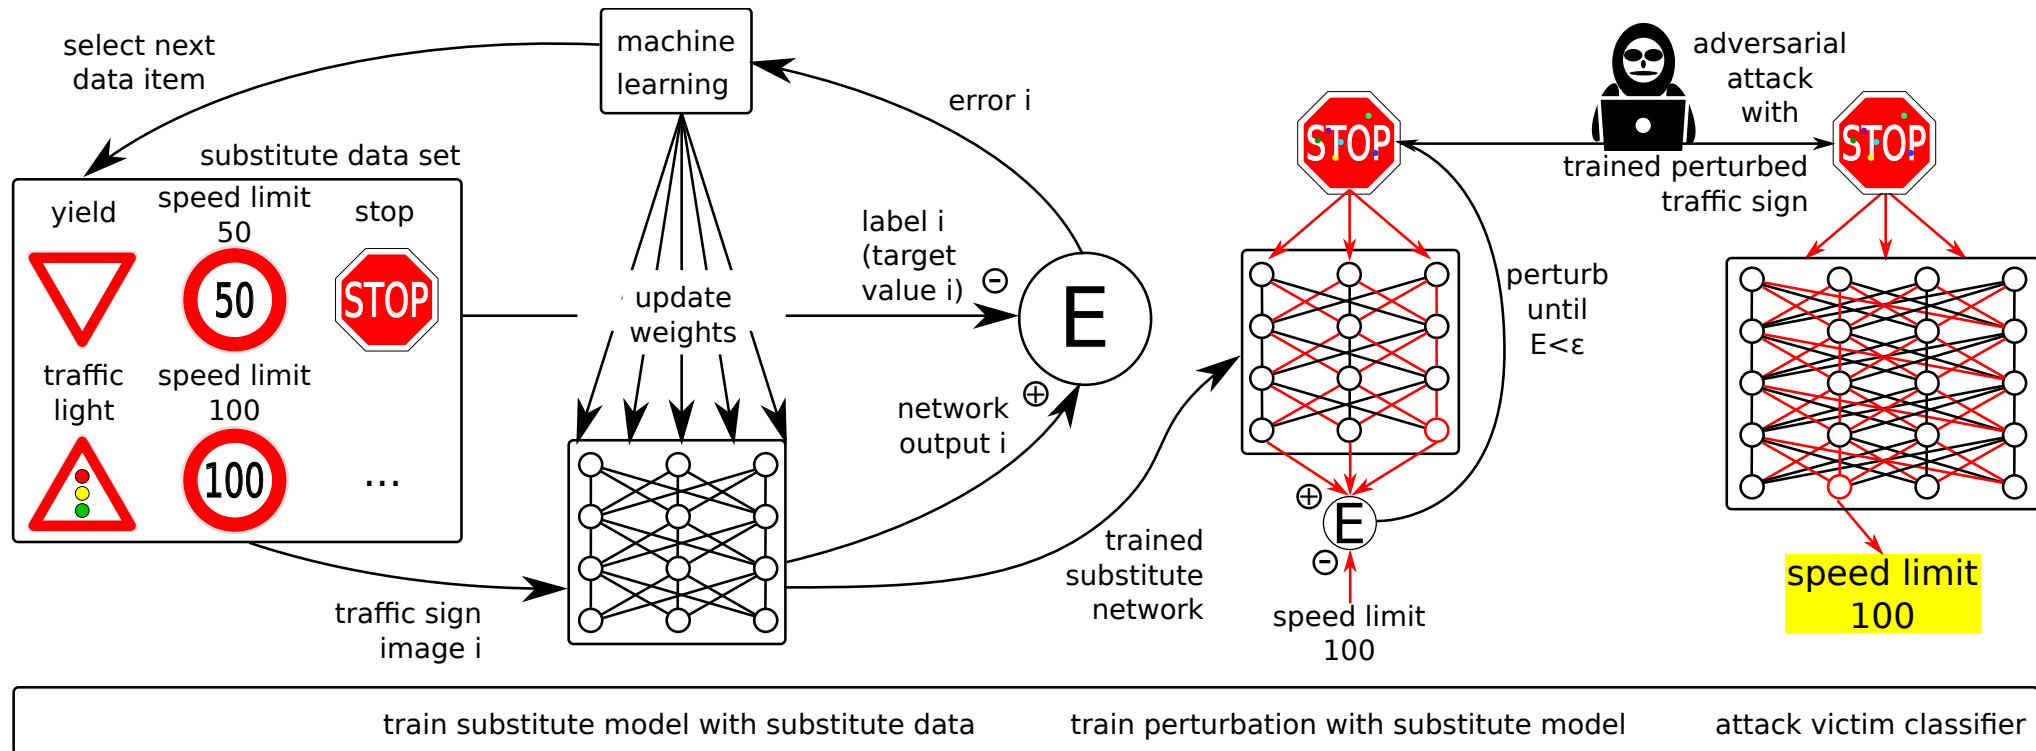 select next
data item
machine
learning
error i
adversarial
attack
with
substitute data set
yield
speed limit
50
stop
50
STOP
traffic
light
speed limit
100
100
...
update
weights
label i
(target
value i)
E
network
output i
traffic sign
image i
trained
substitute
network
STOP
perturb
until
E<ε
E
speed limit
100
trained perturbed
traffic sign
STOP
speed limit
100
train substitute model with substitute data
train perturbation with substitute model
attack victim classifier